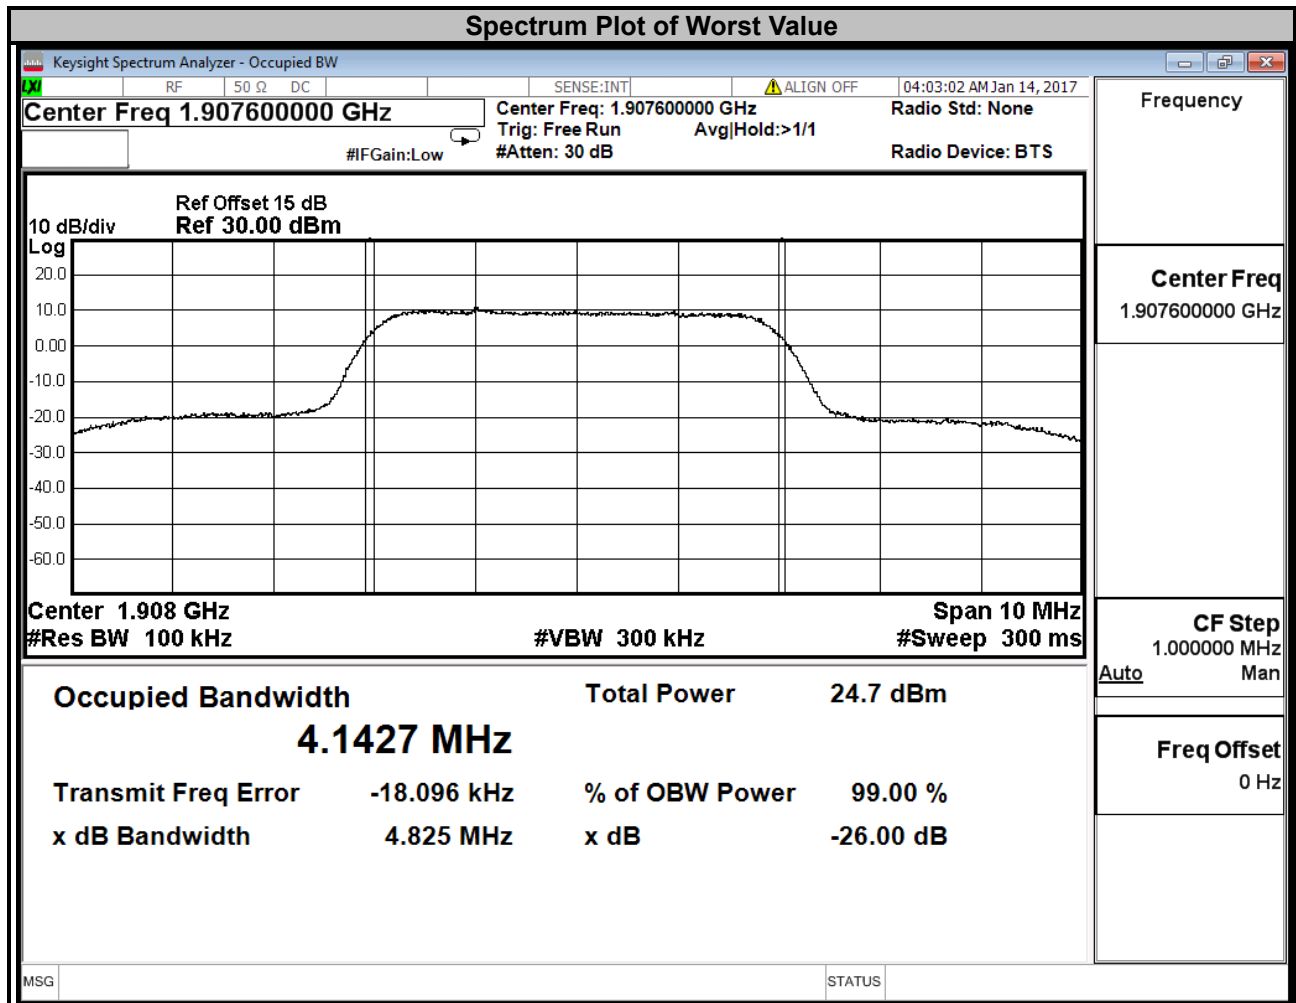 Spectrum Plot of Worst Value
Keysight Spectrum Analyzer - Occupied BW
LXI RF 50 Ω DC SENSE:INT ALIGN OFF 04:03:02 AM Jan 14, 2017
Center Freq 1.907600000 GHz
#IFGain:Low
Center Freq: 1.907600000 GHz
Trig: Free Run Avg|Hold:>1/1
#Atten: 30 dB
Radio Std: None
Radio Device: BTS
Ref Offset 15 dB
10 dB/div Ref 30.00 dBm
Log
20.0
10.0
0.00
-10.0
-20.0
-30.0
-40.0
-50.0
-60.0
Center 1.908 GHz Span 10 MHz
#Res BW 100 kHz #VBW 300 kHz #Sweep 300 ms
Occupied Bandwidth Total Power 24.7 dBm
4.1427 MHz
Transmit Freq Error -18.096 kHz % of OBW Power 99.00 %
x dB Bandwidth 4.825 MHz x dB -26.00 dB
Frequency
Center Freq
1.907600000 GHz
CF Step
1.000000 MHz
Auto Man
Freq Offset
0 Hz
MSG STATUS